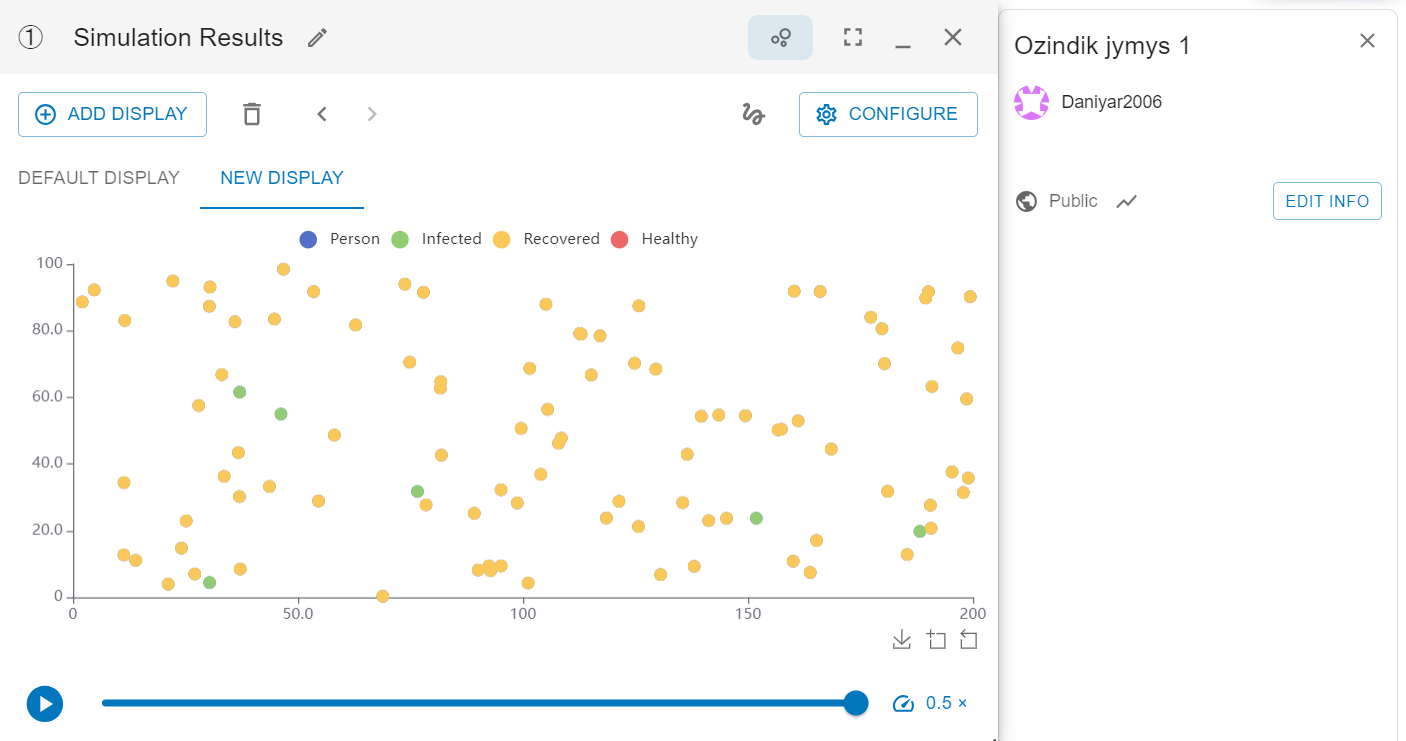 ① Simulation Results
Ozindik jymys 1
Daniyar2006
ADD DISPLAY
CONFIGURE
DEFAULT DISPLAY NEW DISPLAY
Public
EDIT INFO
Person Infected Recovered Healthy
100
80.0
60.0
40.0
20.0
0
0 50.0 100 150 200
0.5 ×